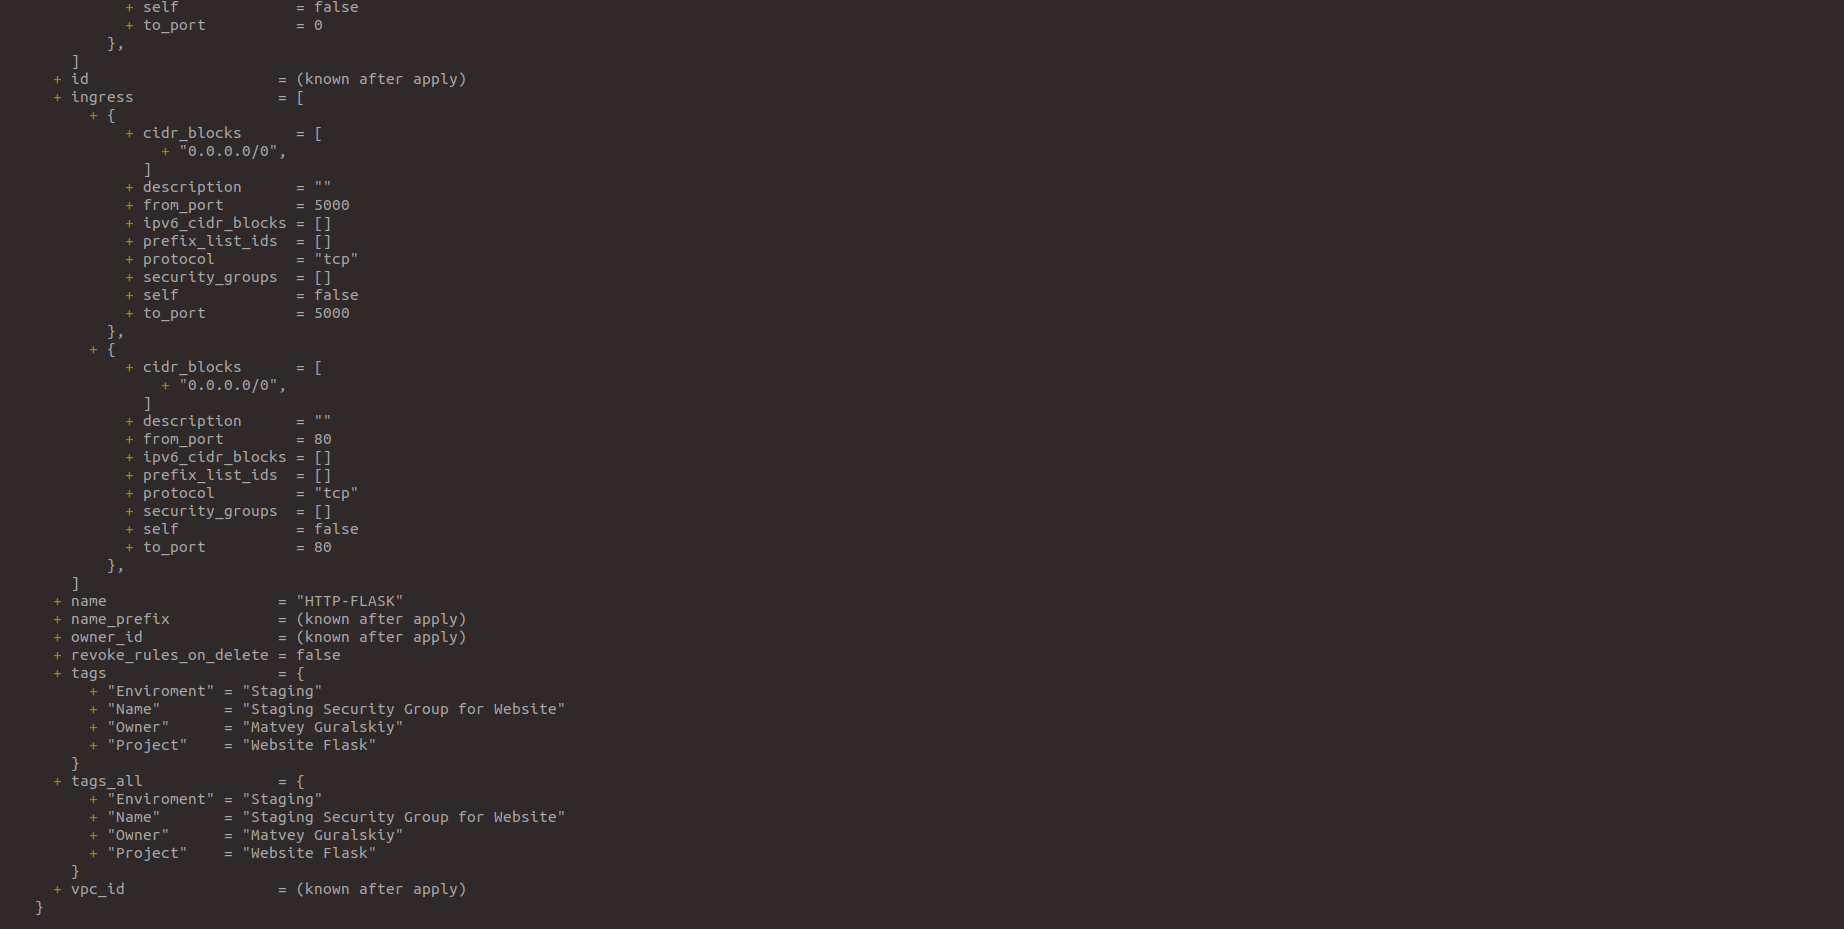 + self = false
+ to_port = 0
},
]
+ id = (known after apply)
+ ingress = [
+ {
+ cidr_blocks = [
+ "0.0.0.0/0",
]
+ description = ""
+ from_port = 5000
+ ipv6_cidr_blocks = []
+ prefix_list_ids = []
+ protocol = "tcp"
+ security_groups = []
+ self = false
+ to_port = 5000
},
+ {
+ cidr_blocks = [
+ "0.0.0.0/0",
]
+ description = ""
+ from_port = 80
+ ipv6_cidr_blocks = []
+ prefix_list_ids = []
+ protocol = "tcp"
+ security_groups = []
+ self = false
+ to_port = 80
},
]
+ name = "HTTP-FLASK"
+ name_prefix = (known after apply)
+ owner_id = (known after apply)
+ revoke_rules_on_delete = false
+ tags = {
+ "Enviroment" = "Staging"
+ "Name" = "Staging Security Group for Website"
+ "Owner" = "Matvey Guralskiy"
+ "Project" = "Website Flask"
}
+ tags_all = {
+ "Enviroment" = "Staging"
+ "Name" = "Staging Security Group for Website"
+ "Owner" = "Matvey Guralskiy"
+ "Project" = "Website Flask"
}
+ vpc_id = (known after apply)
}